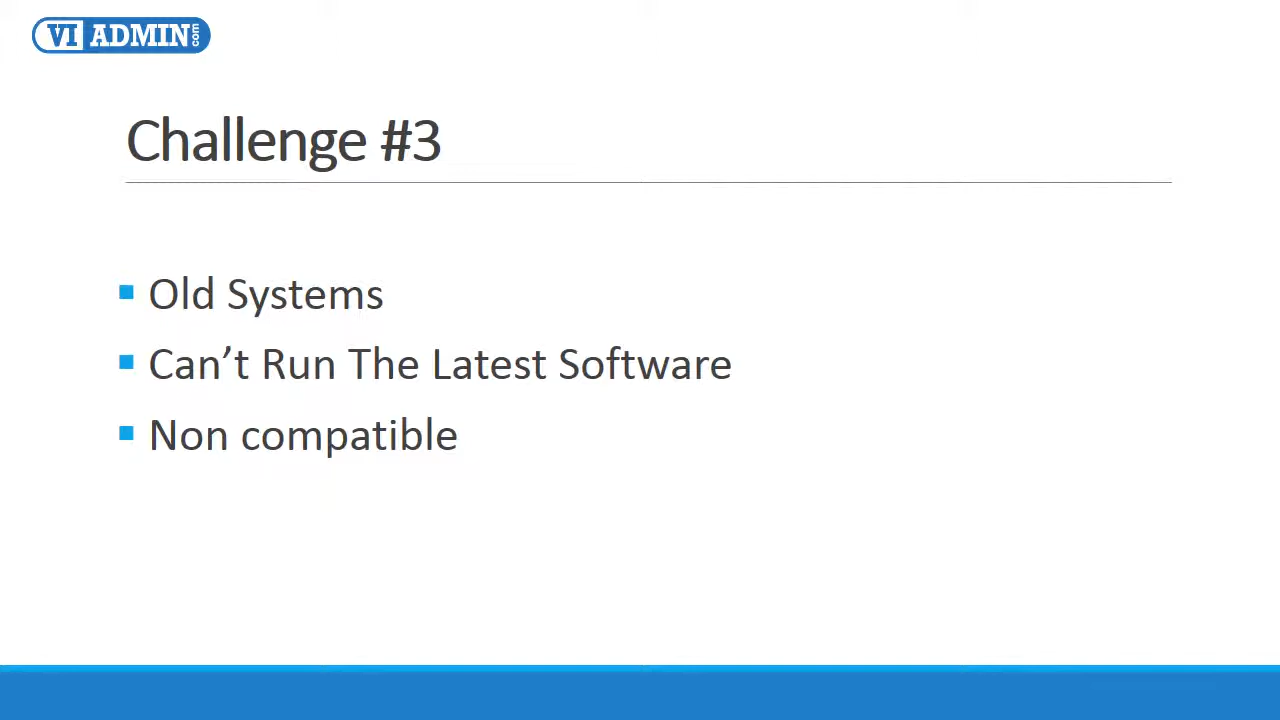 VI ADMIN.com
Challenge #3
Old Systems
Can’t Run The Latest Software
Non compatible